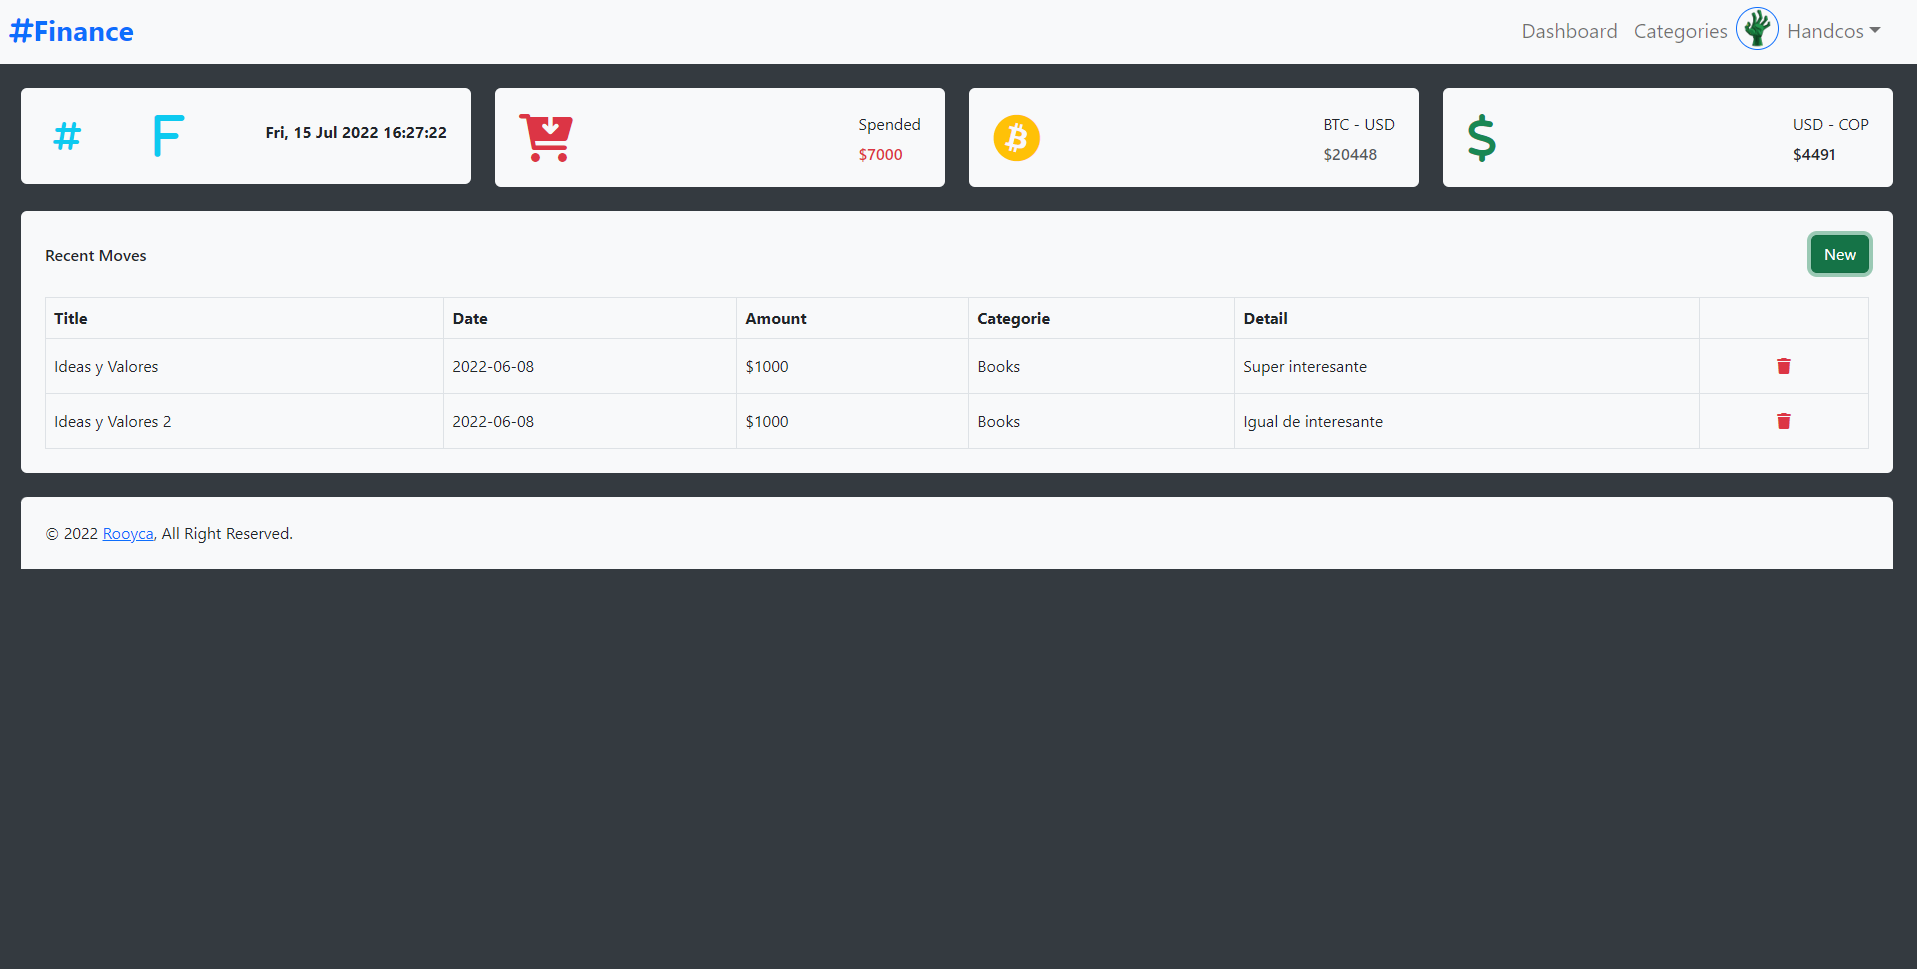 #Finance
Dashboard Categories Handcos
# F Fri, 15 Jul 2022 16:27:22
Spended
$7000
BTC - USD
$20448
USD - COP
$4491
Recent Moves
New
Title Date Amount Categorie Detail
Ideas y Valores 2022-06-08 $1000 Books Super interesante
Ideas y Valores 2 2022-06-08 $1000 Books Igual de interesante
© 2022 Rooyca, All Right Reserved.